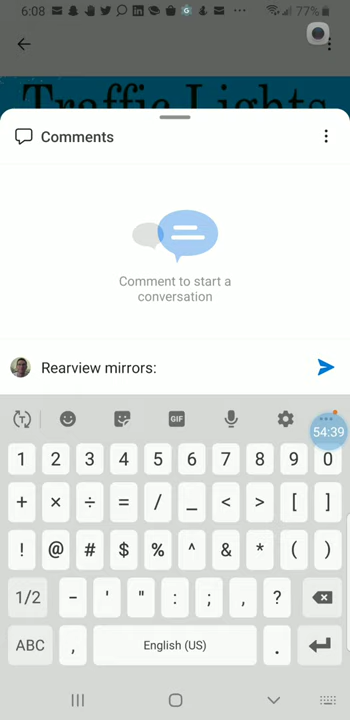 6:08
77%
Traffic Lights
Comments
Comment to start a
conversation
Rearview mirrors:
GIF
54:39
1 2 3 4 5 6 7 8 9 0
+ × ÷ = / _ < > [ ]
! @ # $ % ^ & * ( )
1/2 - ' " : ; , ?
ABC , English (US) .